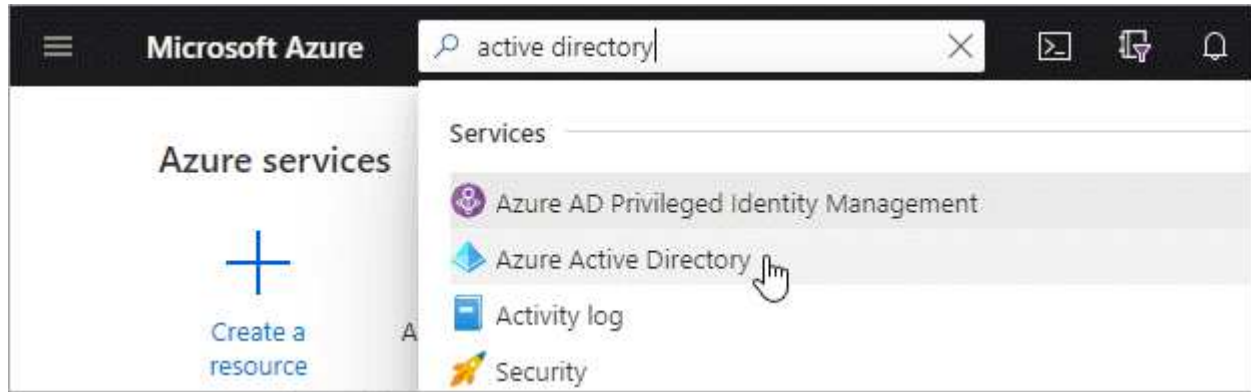 Microsoft Azure
active directory
Services
Azure services
Azure AD Privileged Identity Management
Azure Active Directory
Activity log
Security
Create a
resource
A